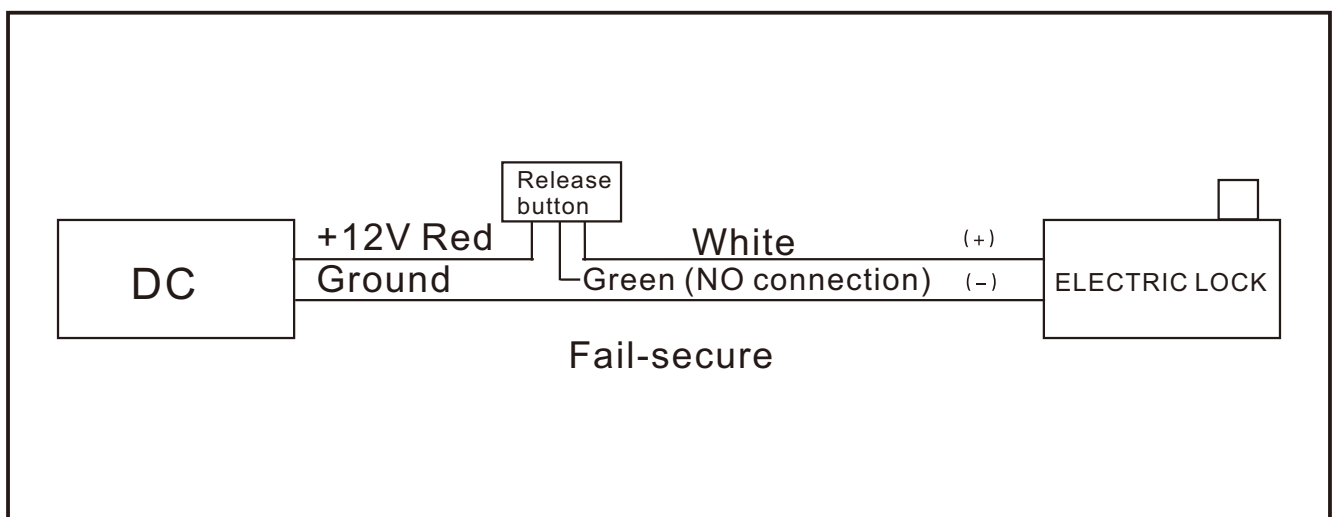 Release
button
+12V Red
White
(+)
DC
Ground
Green (NO connection)
(-)
ELECTRIC LOCK
Fail-secure